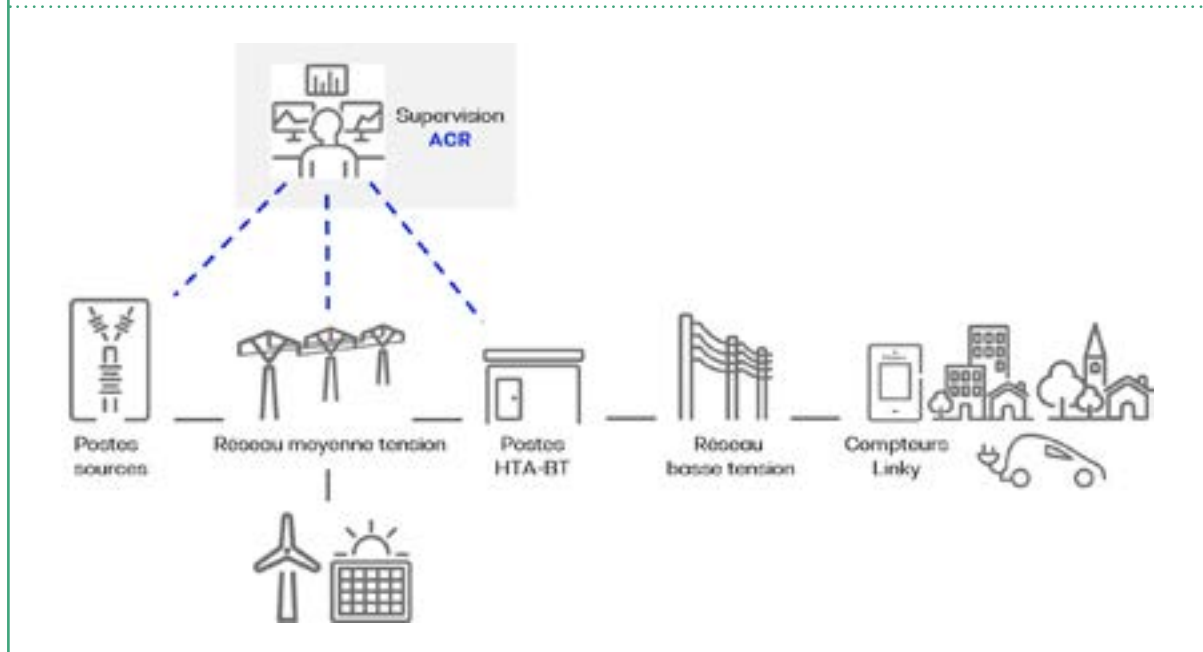 Supervision
ACR
Postes
sources
Réseau moyenne tension
Postes
HTA-BT
Réseau
basse tension
Compteurs
Linky